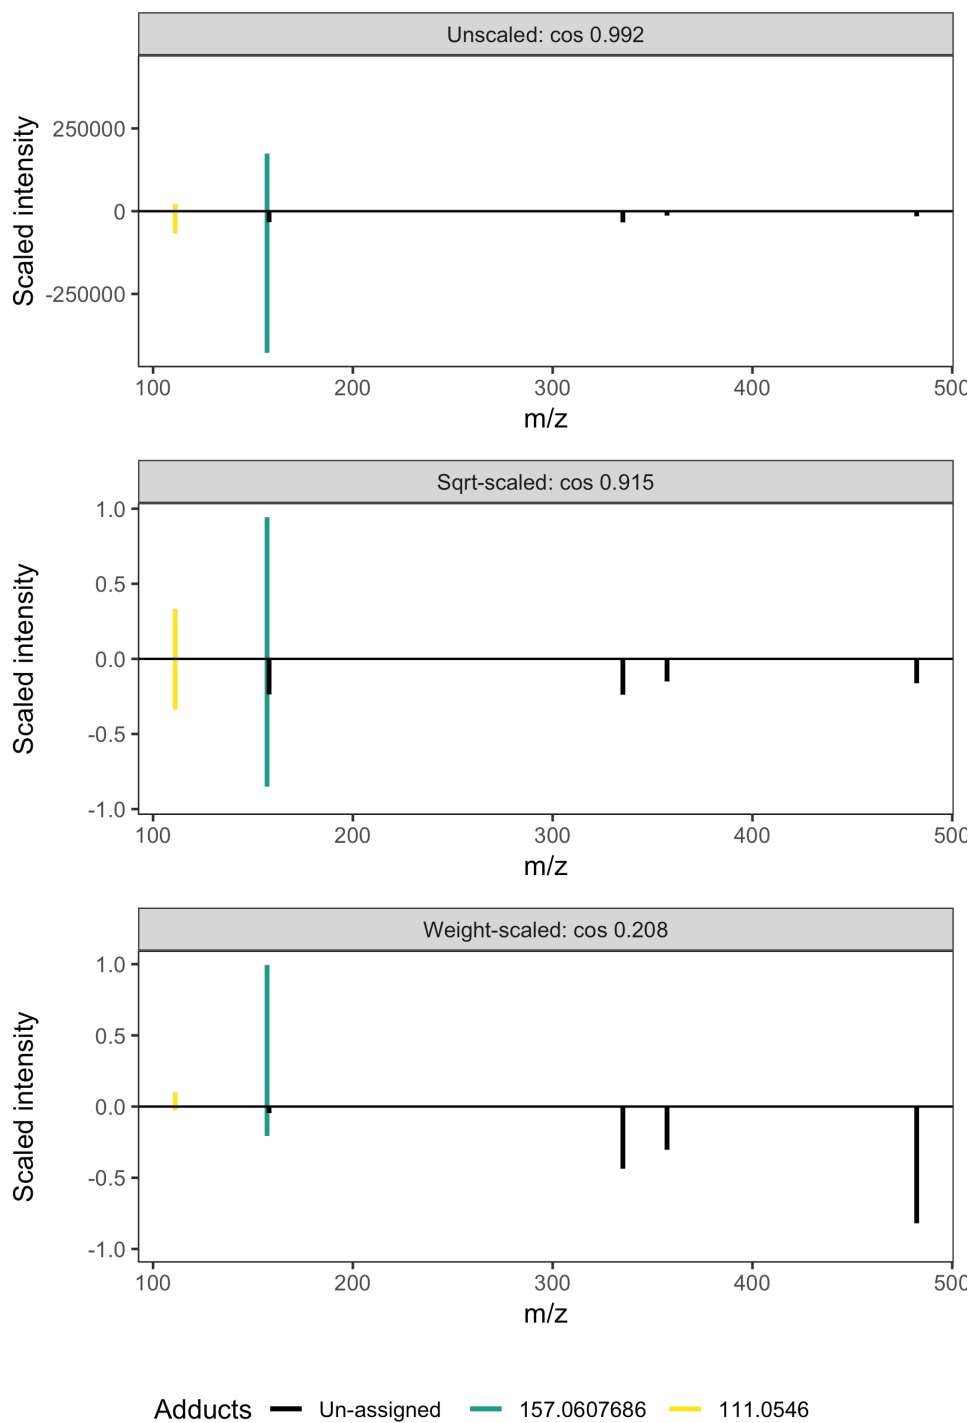 Unscaled: cos 0.992
Scaled intensity
250000
0
-250000
100 200 300 400 500
m/z
Sqrt-scaled: cos 0.915
Scaled intensity
1.0
0.5
0.0
-0.5
-1.0
100 200 300 400 500
m/z
Weight-scaled: cos 0.208
Scaled intensity
1.0
0.5
0.0
-0.5
-1.0
100 200 300 400 500
m/z
Adducts Un-assigned 157.0607686 111.0546